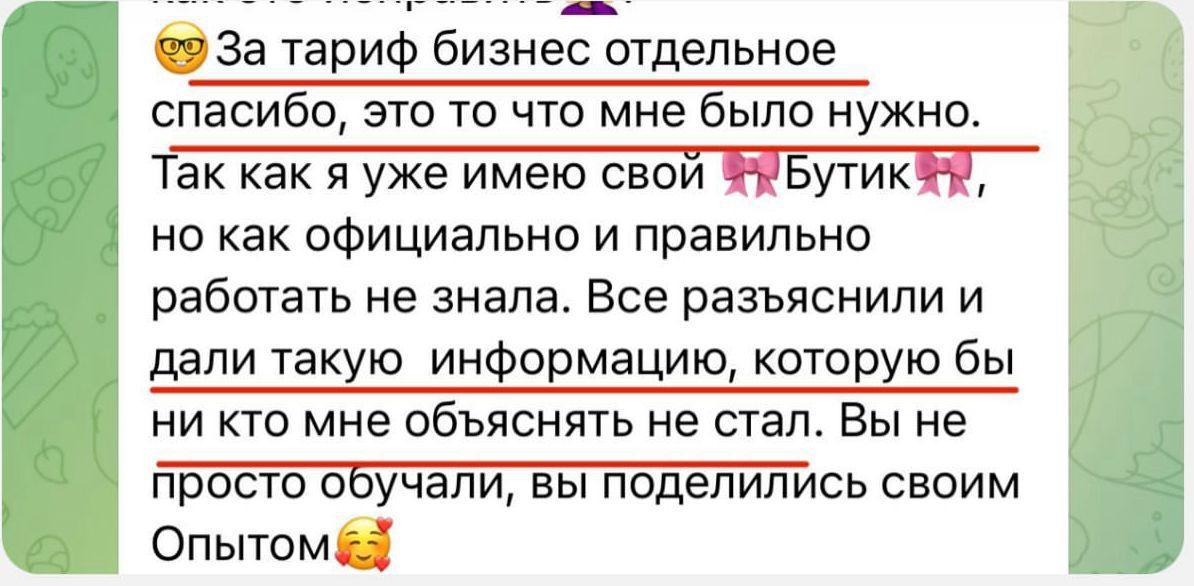 🤓За тариф бизнес отдельное
спасибо, это то что мне было нужно.
Так как я уже имею свой 🎀Бутик🎀,
но как официально и правильно
работать не знала. Все разъяснили и
дали такую  информацию, которую бы
ни кто мне объяснять не стал. Вы не
просто обучали, вы поделились своим
Опытом🥰